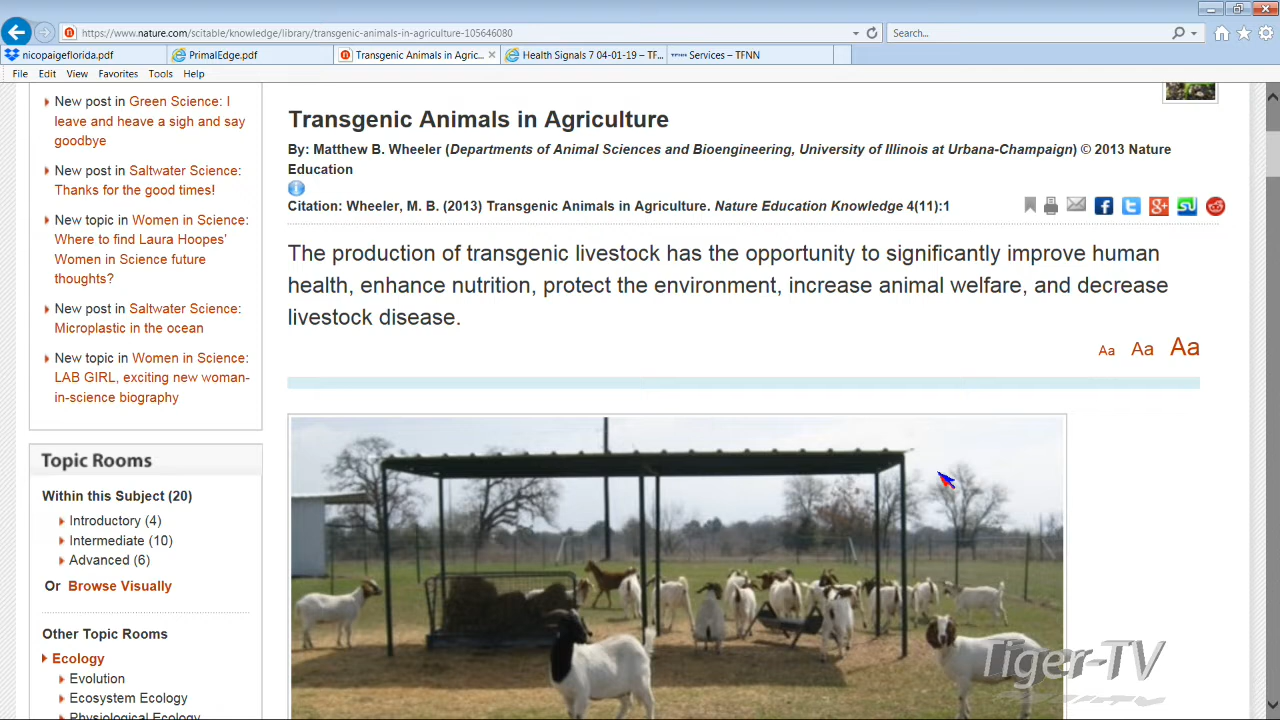 https://www.nature.com/scitable/knowledge/library/transgenic-animals-in-agriculture-105646080
Search...
nicopaigeflorida.pdf
PrimalEdge.pdf
Transgenic Animals in Agric...
Health Signals 7 04-01-19 – TF...
Services – TFNN
File Edit View Favorites Tools Help
New post in Green Science: I
leave and heave a sigh and say
goodbye
New post in Saltwater Science:
Thanks for the good times!
New topic in Women in Science:
Where to find Laura Hoopes'
Women in Science future
thoughts?
New post in Saltwater Science:
Microplastic in the ocean
New topic in Women in Science:
LAB GIRL, exciting new woman-
in-science biography
Topic Rooms
Within this Subject (20)
Introductory (4)
Intermediate (10)
Advanced (6)
Or Browse Visually
Other Topic Rooms
Ecology
Evolution
Ecosystem Ecology
Physiological Ecology
Transgenic Animals in Agriculture
By: Matthew B. Wheeler (Departments of Animal Sciences and Bioengineering, University of Illinois at Urbana-Champaign) © 2013 Nature
Education
Citation: Wheeler, M. B. (2013) Transgenic Animals in Agriculture. Nature Education Knowledge 4(11):1
The production of transgenic livestock has the opportunity to significantly improve human
health, enhance nutrition, protect the environment, increase animal welfare, and decrease
livestock disease.
Aa Aa Aa
Tiger-TV